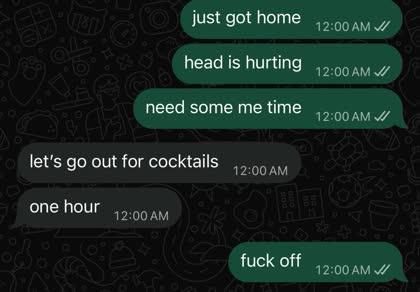 just got home 12:00 AM
head is hurting 12:00 AM
need some me time 12:00 AM
let's go out for cocktails 12:00 AM
one hour 12:00 AM
fuck off 12:00 AM